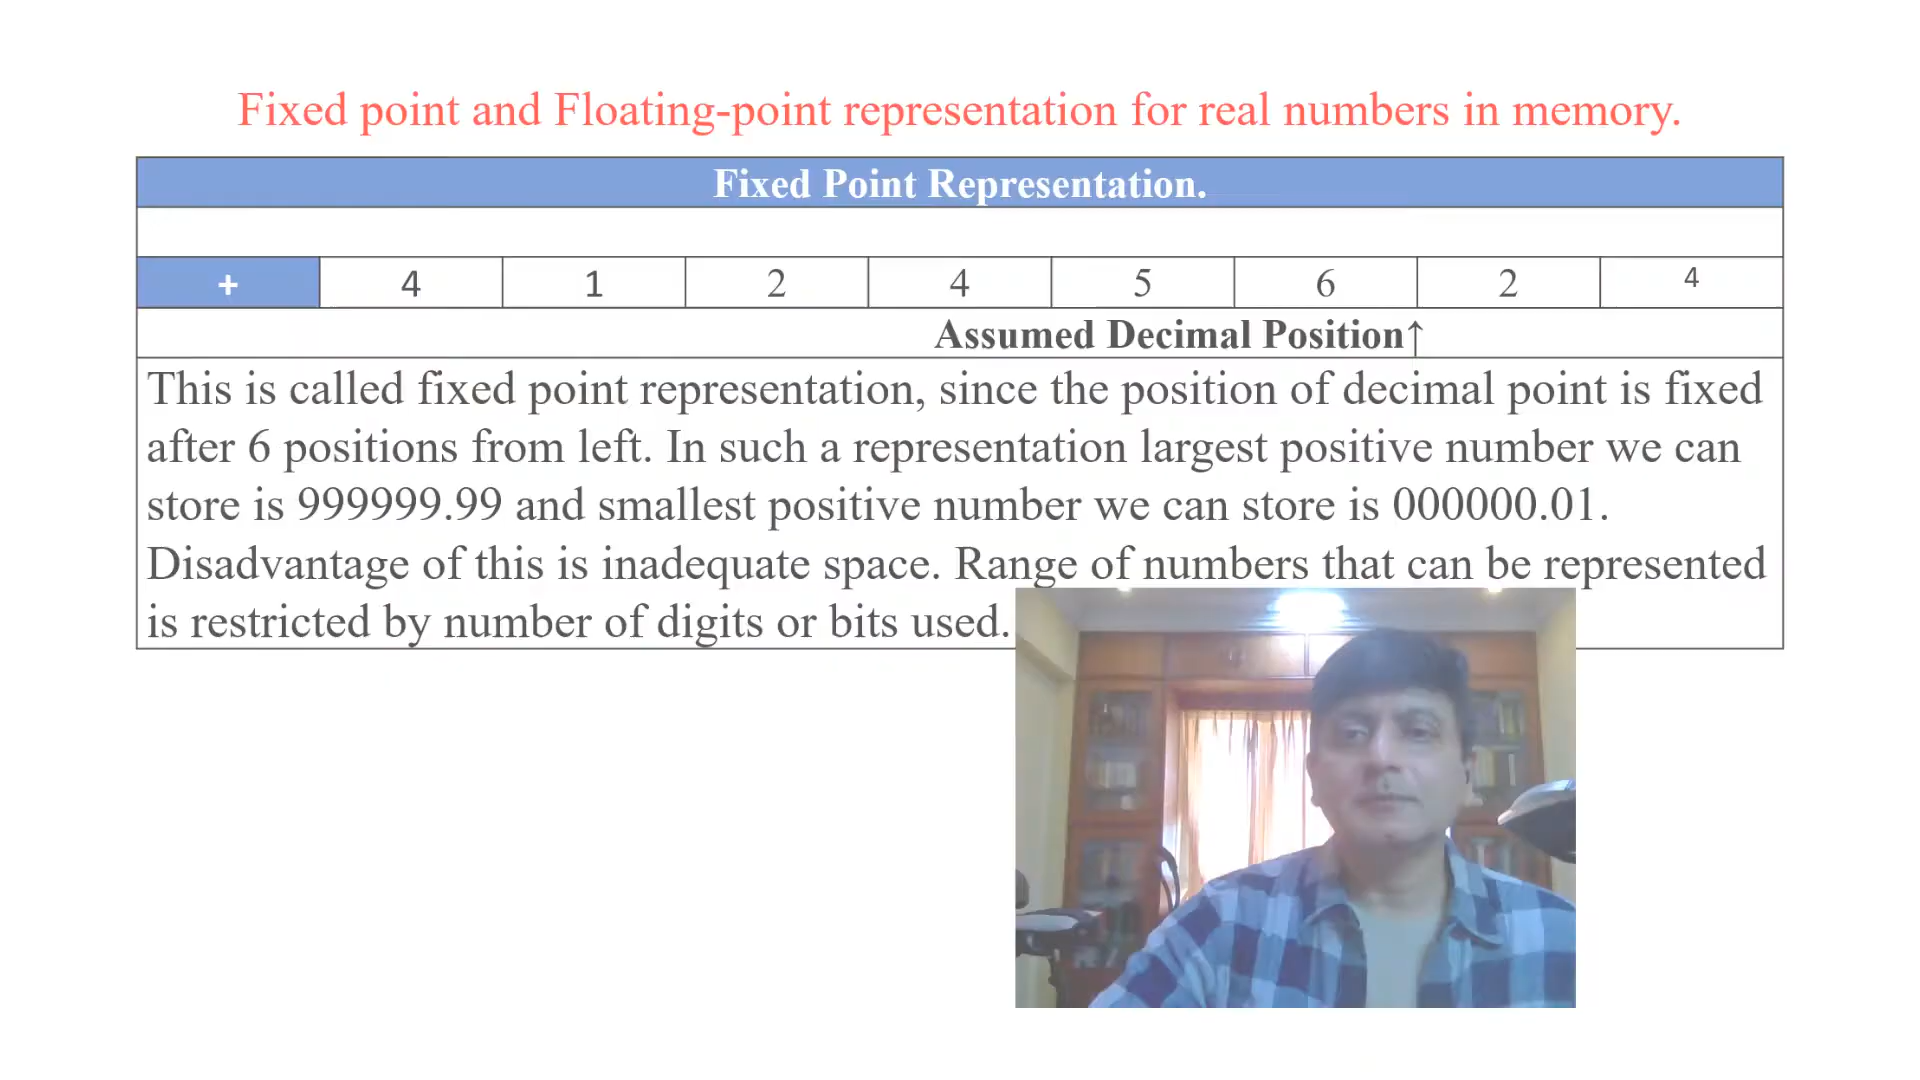 Fixed point and Floating-point representation for real numbers in memory.
Fixed Point Representation.
+ 4 1 2 4 5 6 2 4
Assumed Decimal Position↑
This is called fixed point representation, since the position of decimal point is fixed
after 6 positions from left. In such a representation largest positive number we can
store is 999999.99 and smallest positive number we can store is 000000.01.
Disadvantage of this is inadequate space. Range of numbers that can be represented
is restricted by number of digits or bits used.